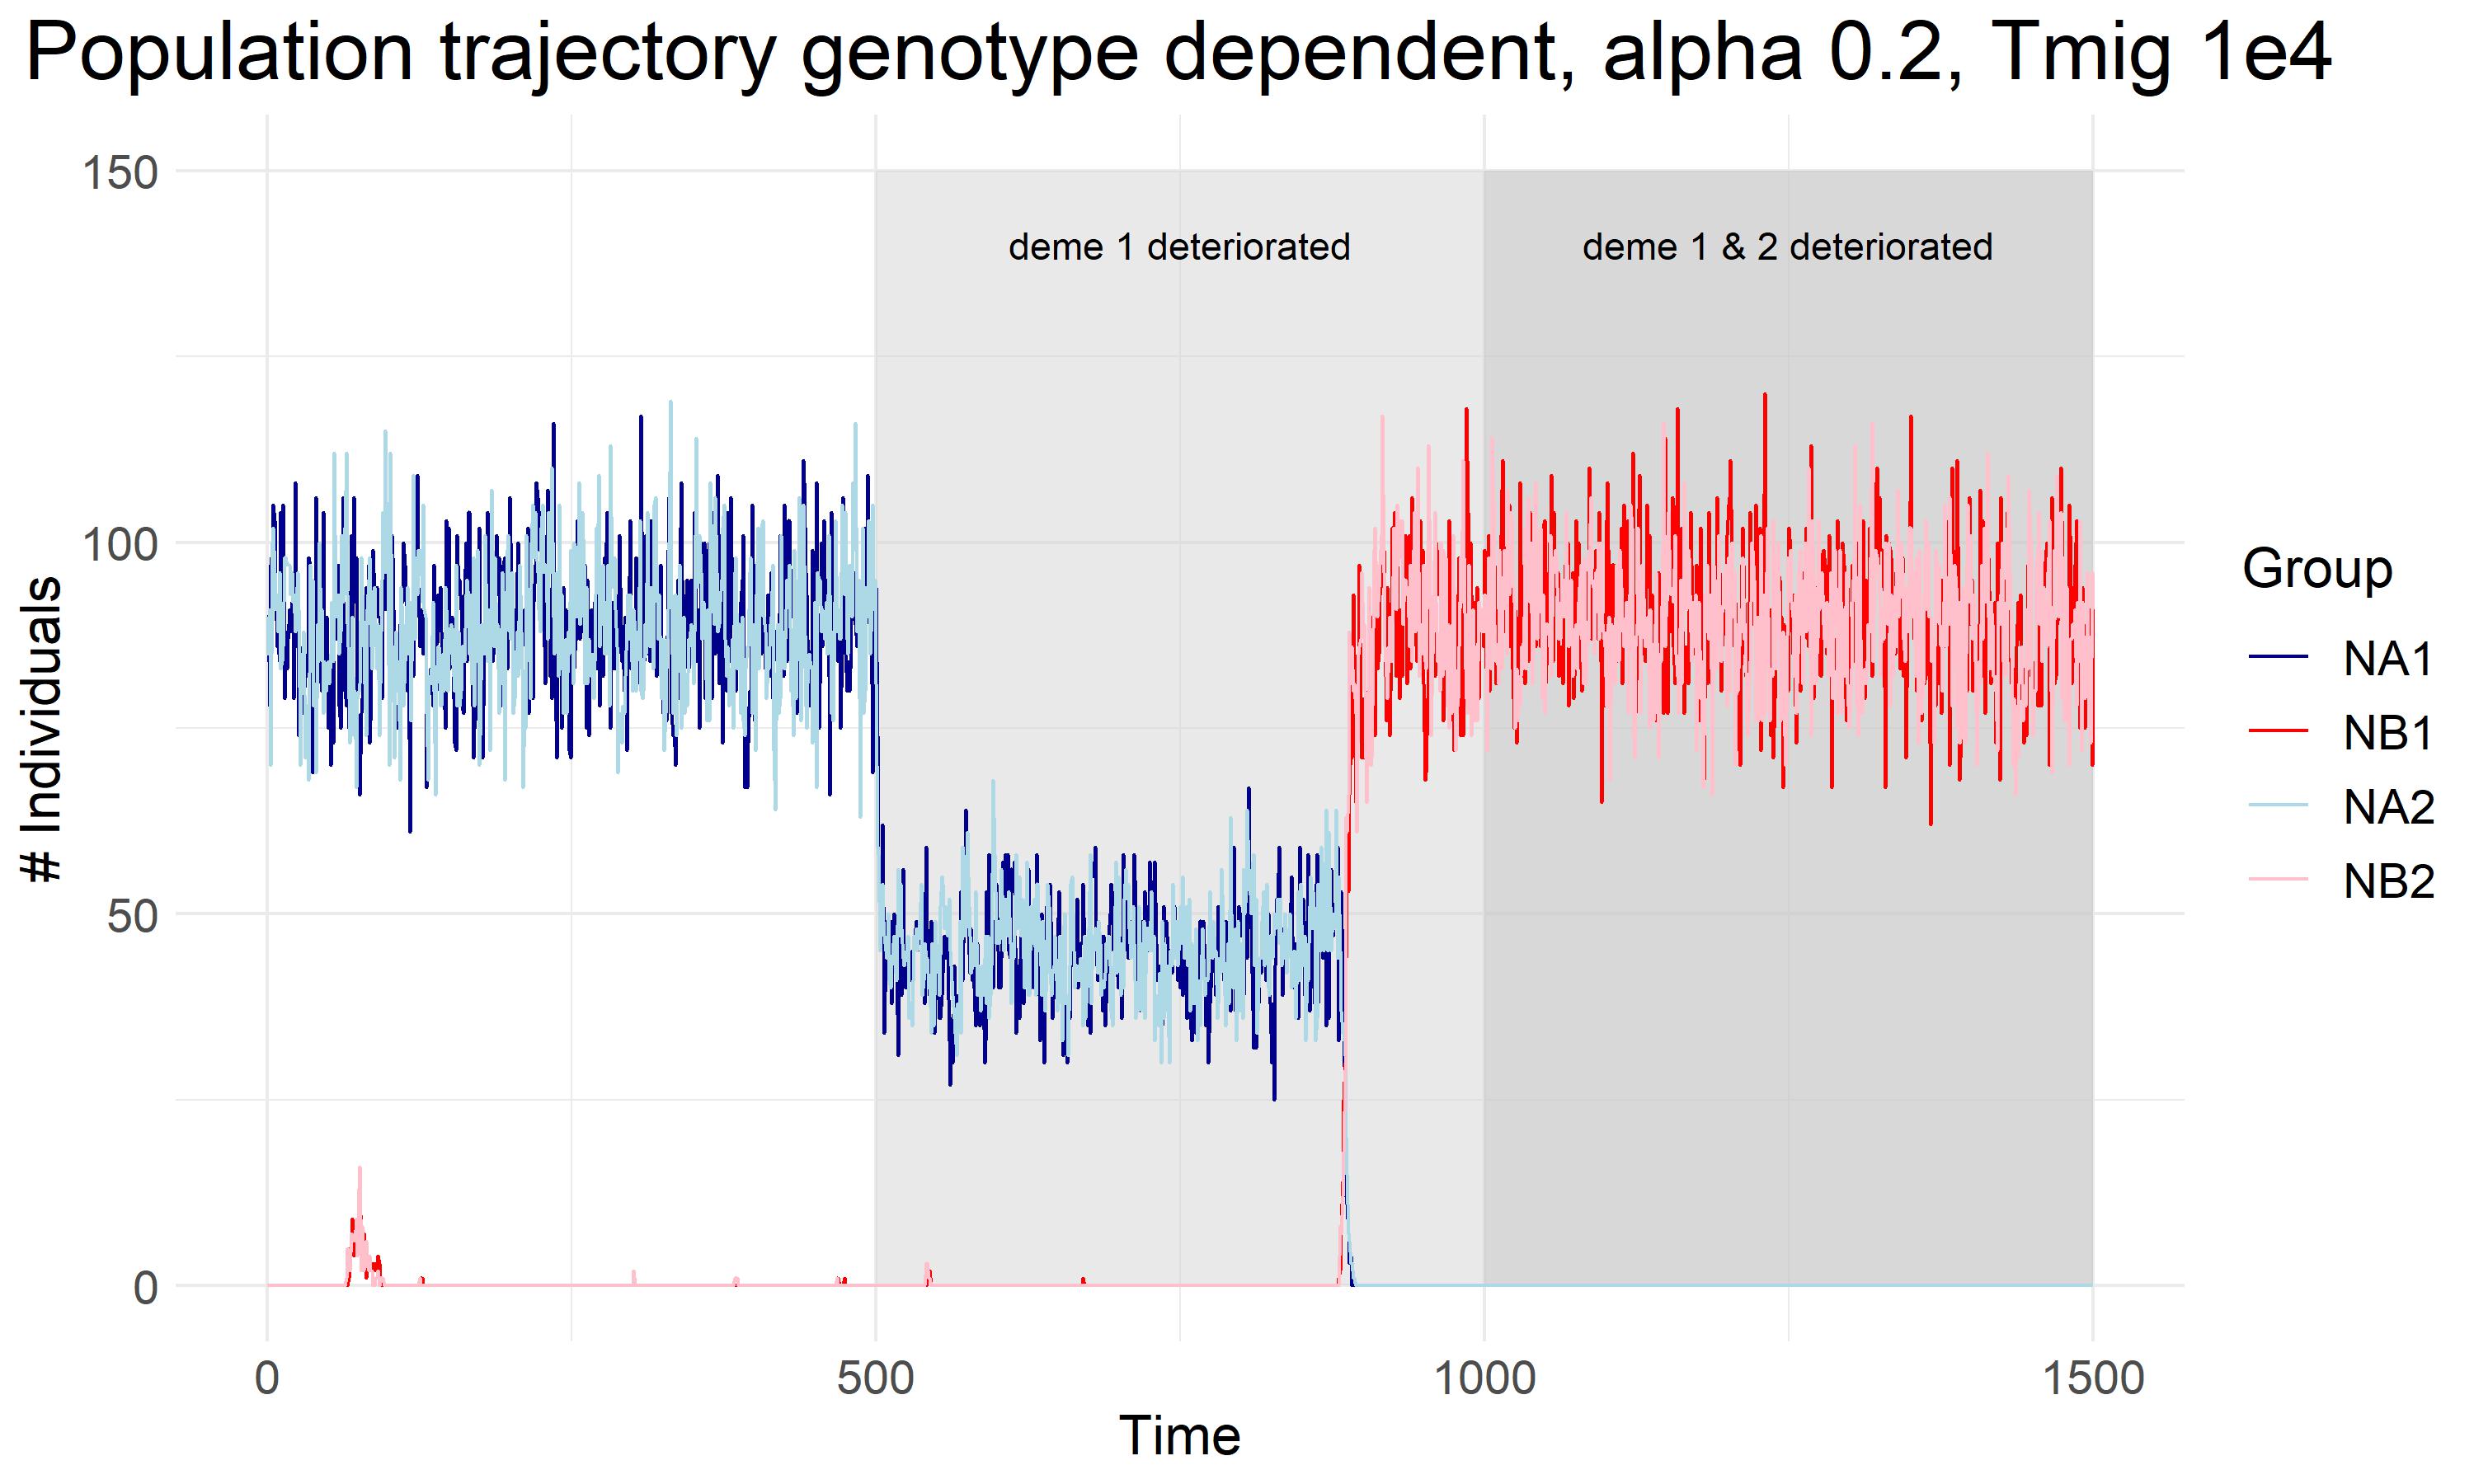 Population trajectory genotype dependent, alpha 0.2, Tmig 1e4
150
100
50
0
# Individuals
deme 1 deteriorated
deme 1 & 2 deteriorated
0
500
1000
1500
Time
Group
NA1
NB1
NA2
NB2